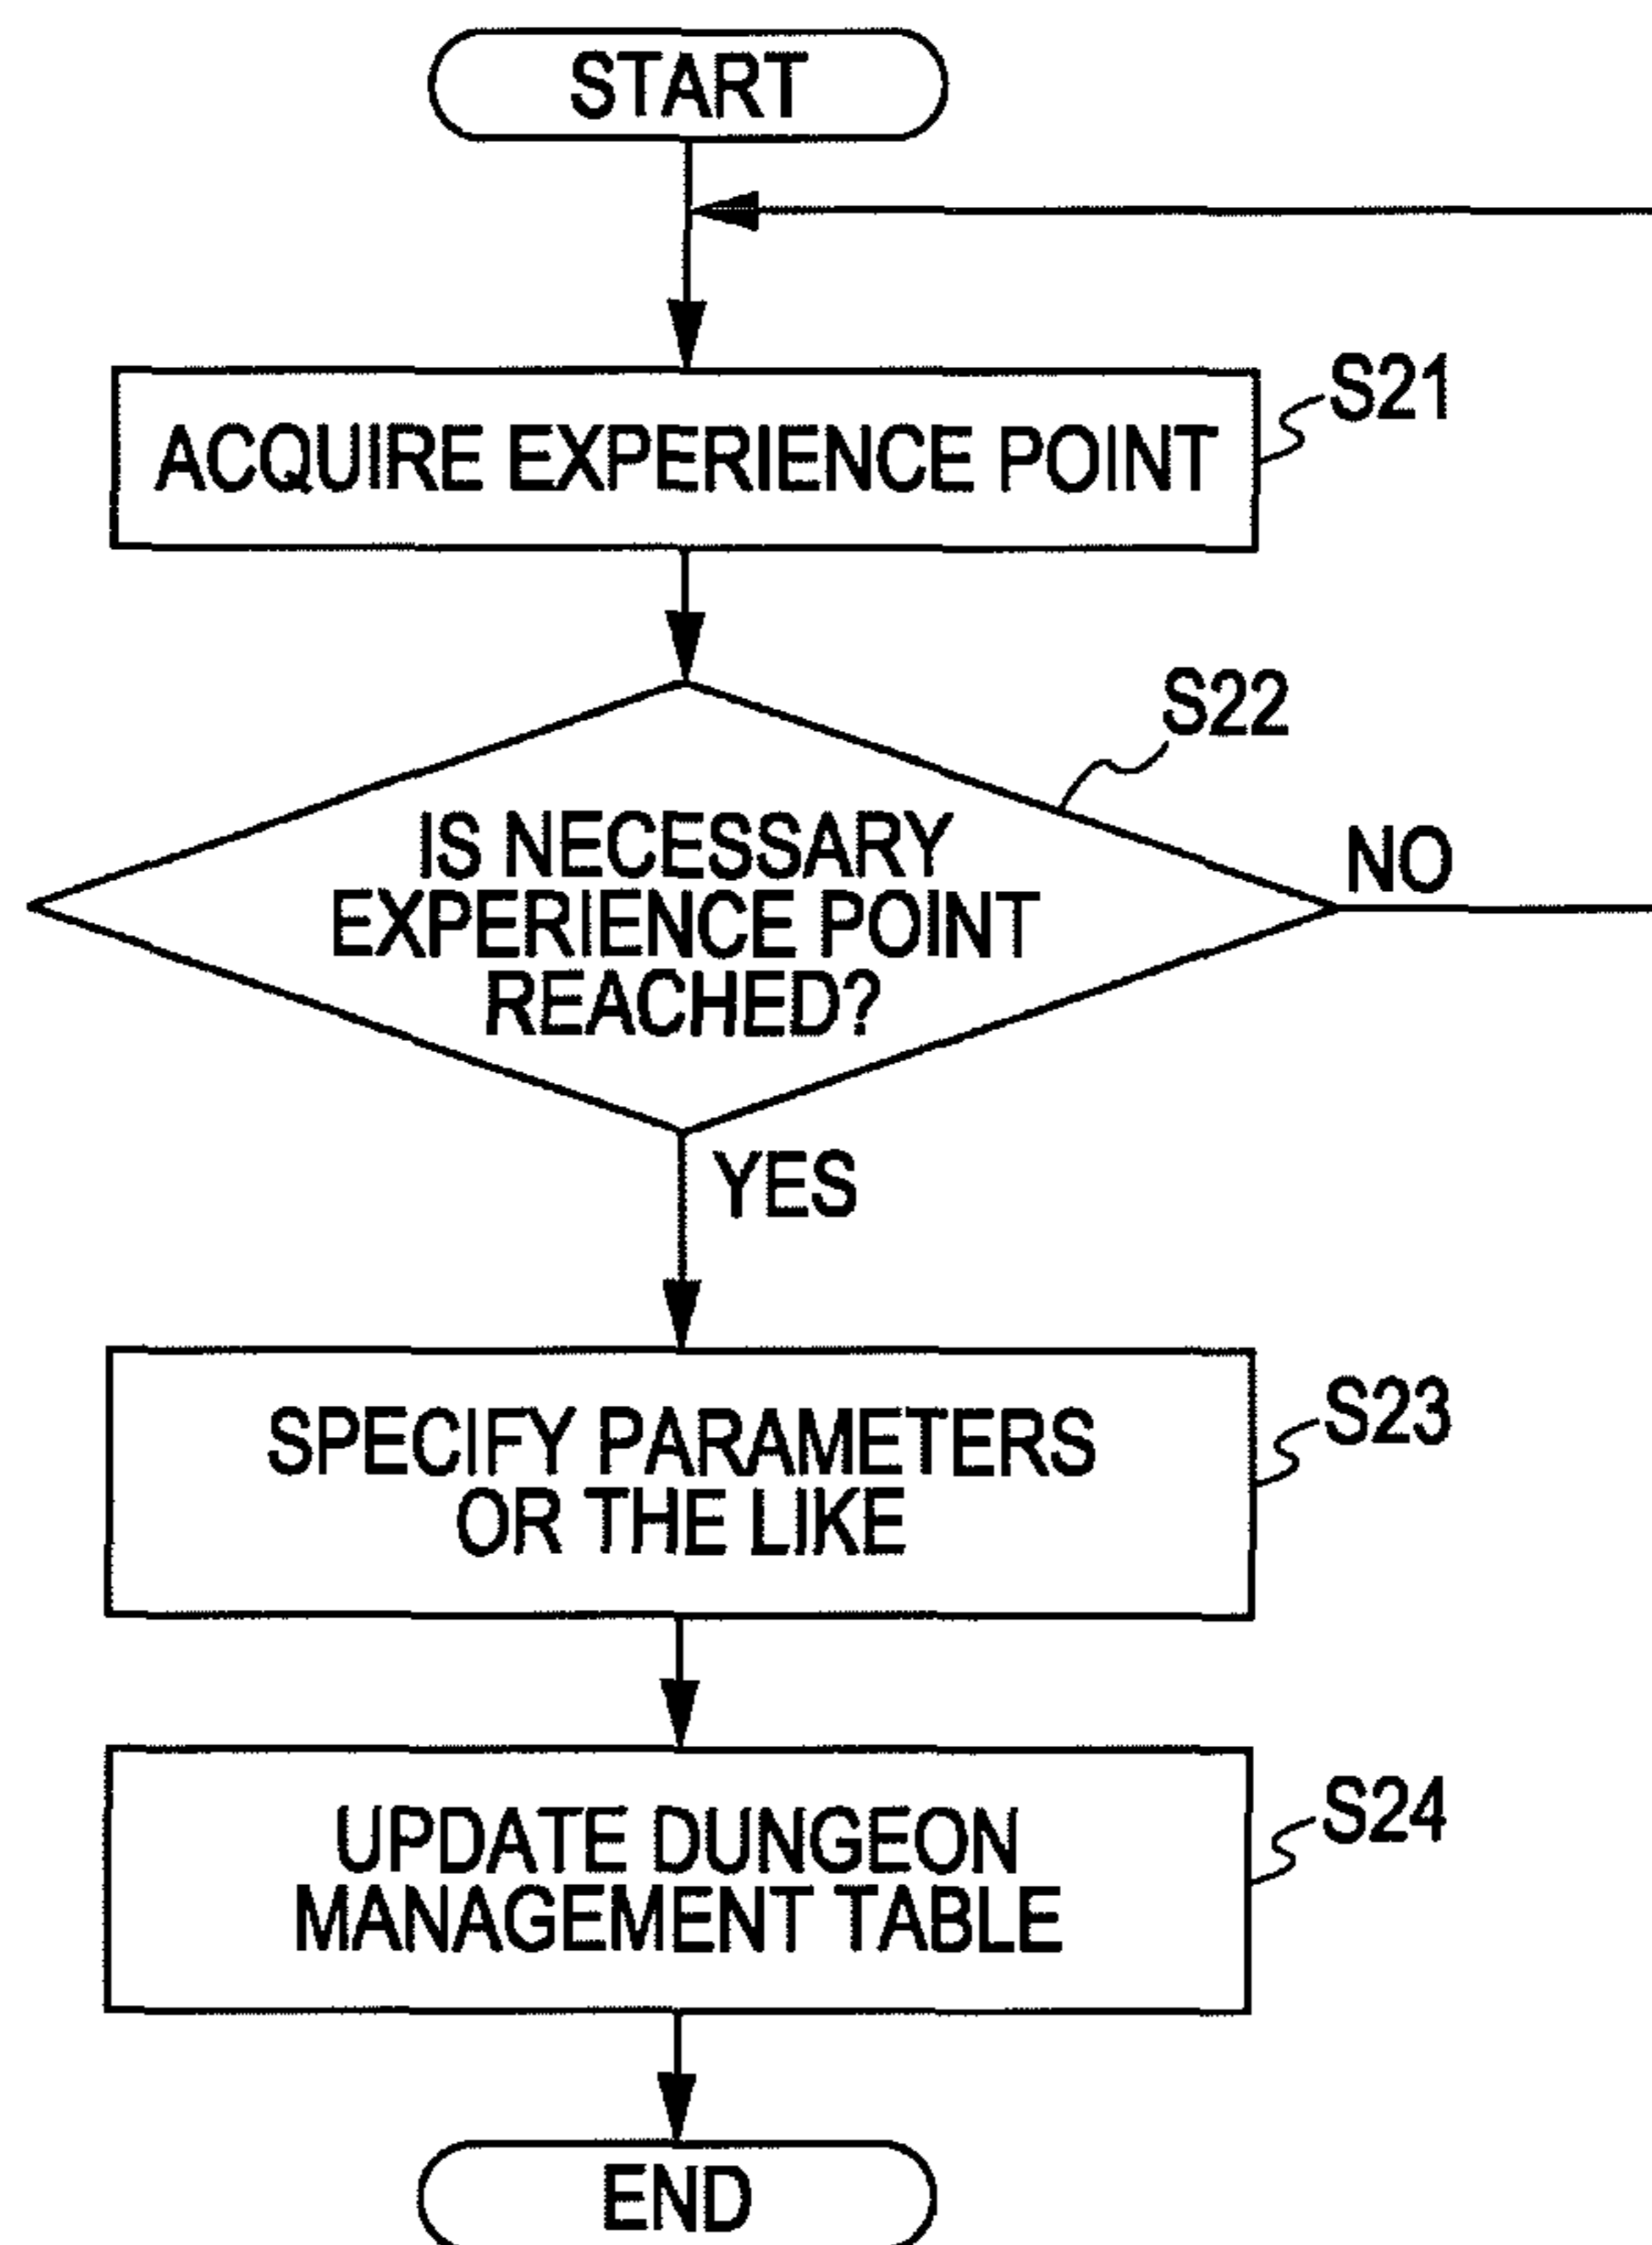 START
ACQUIRE EXPERIENCE POINT
S21
S22
IS NECESSARY
EXPERIENCE POINT
REACHED?
NO
YES
SPECIFY PARAMETERS
OR THE LIKE
S23
UPDATE DUNGEON
MANAGEMENT TABLE
S24
END